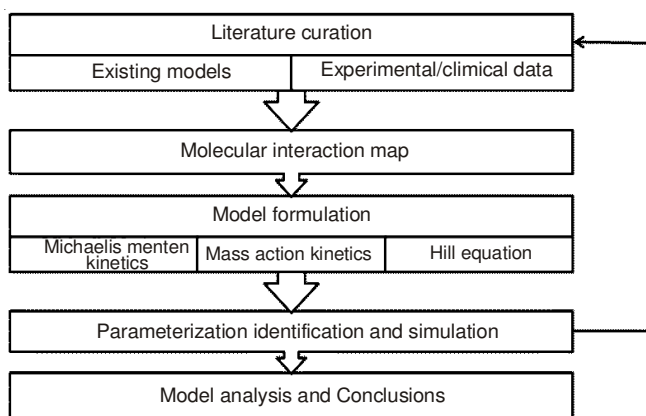 Literature curation
Existing models
Experimental/climical data
Molecular interaction map
Model formulation
Michaelis menten
kinetics
Mass action kinetics
Hill equation
Parameterization identification and simulation
Model analysis and Conclusions